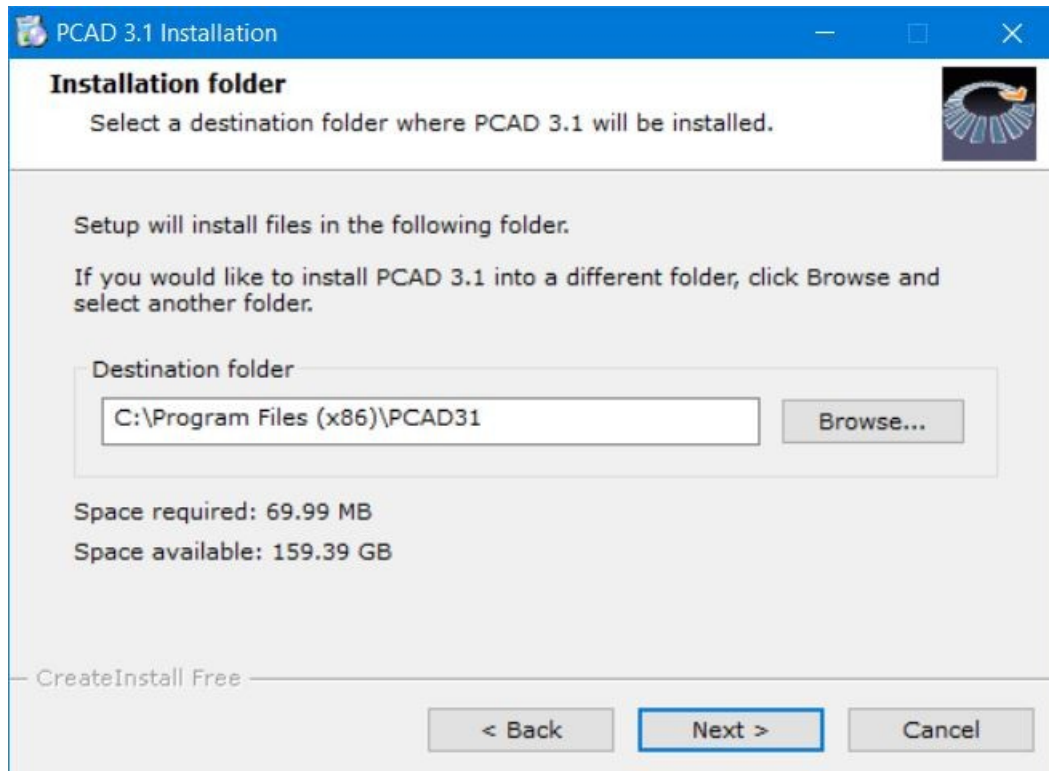 PCAD 3.1 Installation
Installation folder
Select a destination folder where PCAD 3.1 will be installed.
Setup will install files in the following folder.
If you would like to install PCAD 3.1 into a different folder, click Browse and
select another folder.
Destination folder
C:\Program Files (x86)\PCAD31
Browse...
Space required: 69.99 MB
Space available: 159.39 GB
CreateInstall Free
< Back
Next >
Cancel